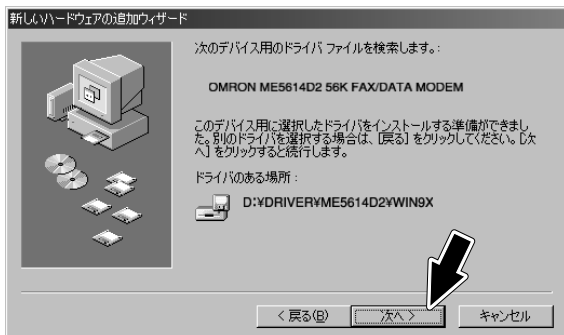 新しいハードウェアの追加ウィザード
次のデバイス用のドライバ ファイルを検索します。:
OMRON ME5614D2 56K FAX/DATA MODEM
このデバイス用に選択したドライバをインストールする準備ができまし
た。別のドライバを選択する場合は、[戻る] をクリックしてください。[次
へ] をクリックすると続行します。
ドライバのある場所 :
D:¥DRIVER¥ME5614D2¥WIN9X
< 戻る(B)
次へ >
キャンセル